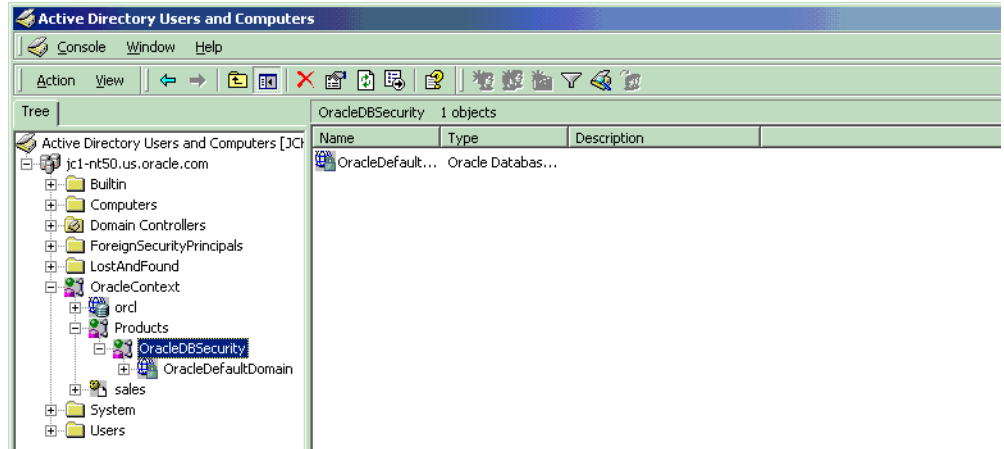 Active Directory Users and Computers
Console Window Help
Action View
Tree
OracleDBSecurity 1 objects
Active Directory Users and Computers [JCH
jc1-nt50.us.oracle.com
Builtin
Computers
Domain Controllers
ForeignSecurityPrincipals
LostAndFound
OracleContext
orcl
Products
OracleDBSecurity
OracleDefaultDomain
sales
System
Users
Name Type Description
OracleDefault... Oracle Databas...